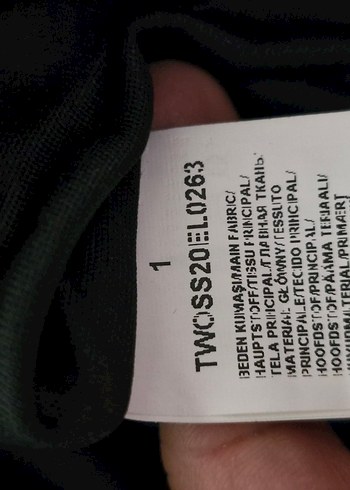 1
TWOSS20EL0263
BEDEN KUMAŞI/MAIN FABRIC/
HAUPTSTOFF/TISSU PRINCIPAL/
TELA PRINCIPAL/ГЛАВНАЯ ТКАНЬ/
MATERIAŁ GŁÓWNY/TESSUTO
PRINCIPALE/TECIDO PRINCIPAL/
HOOFDSTOF/PRINCIPAL/
HOOFDSTOF/PÄÄMATERIAALI/